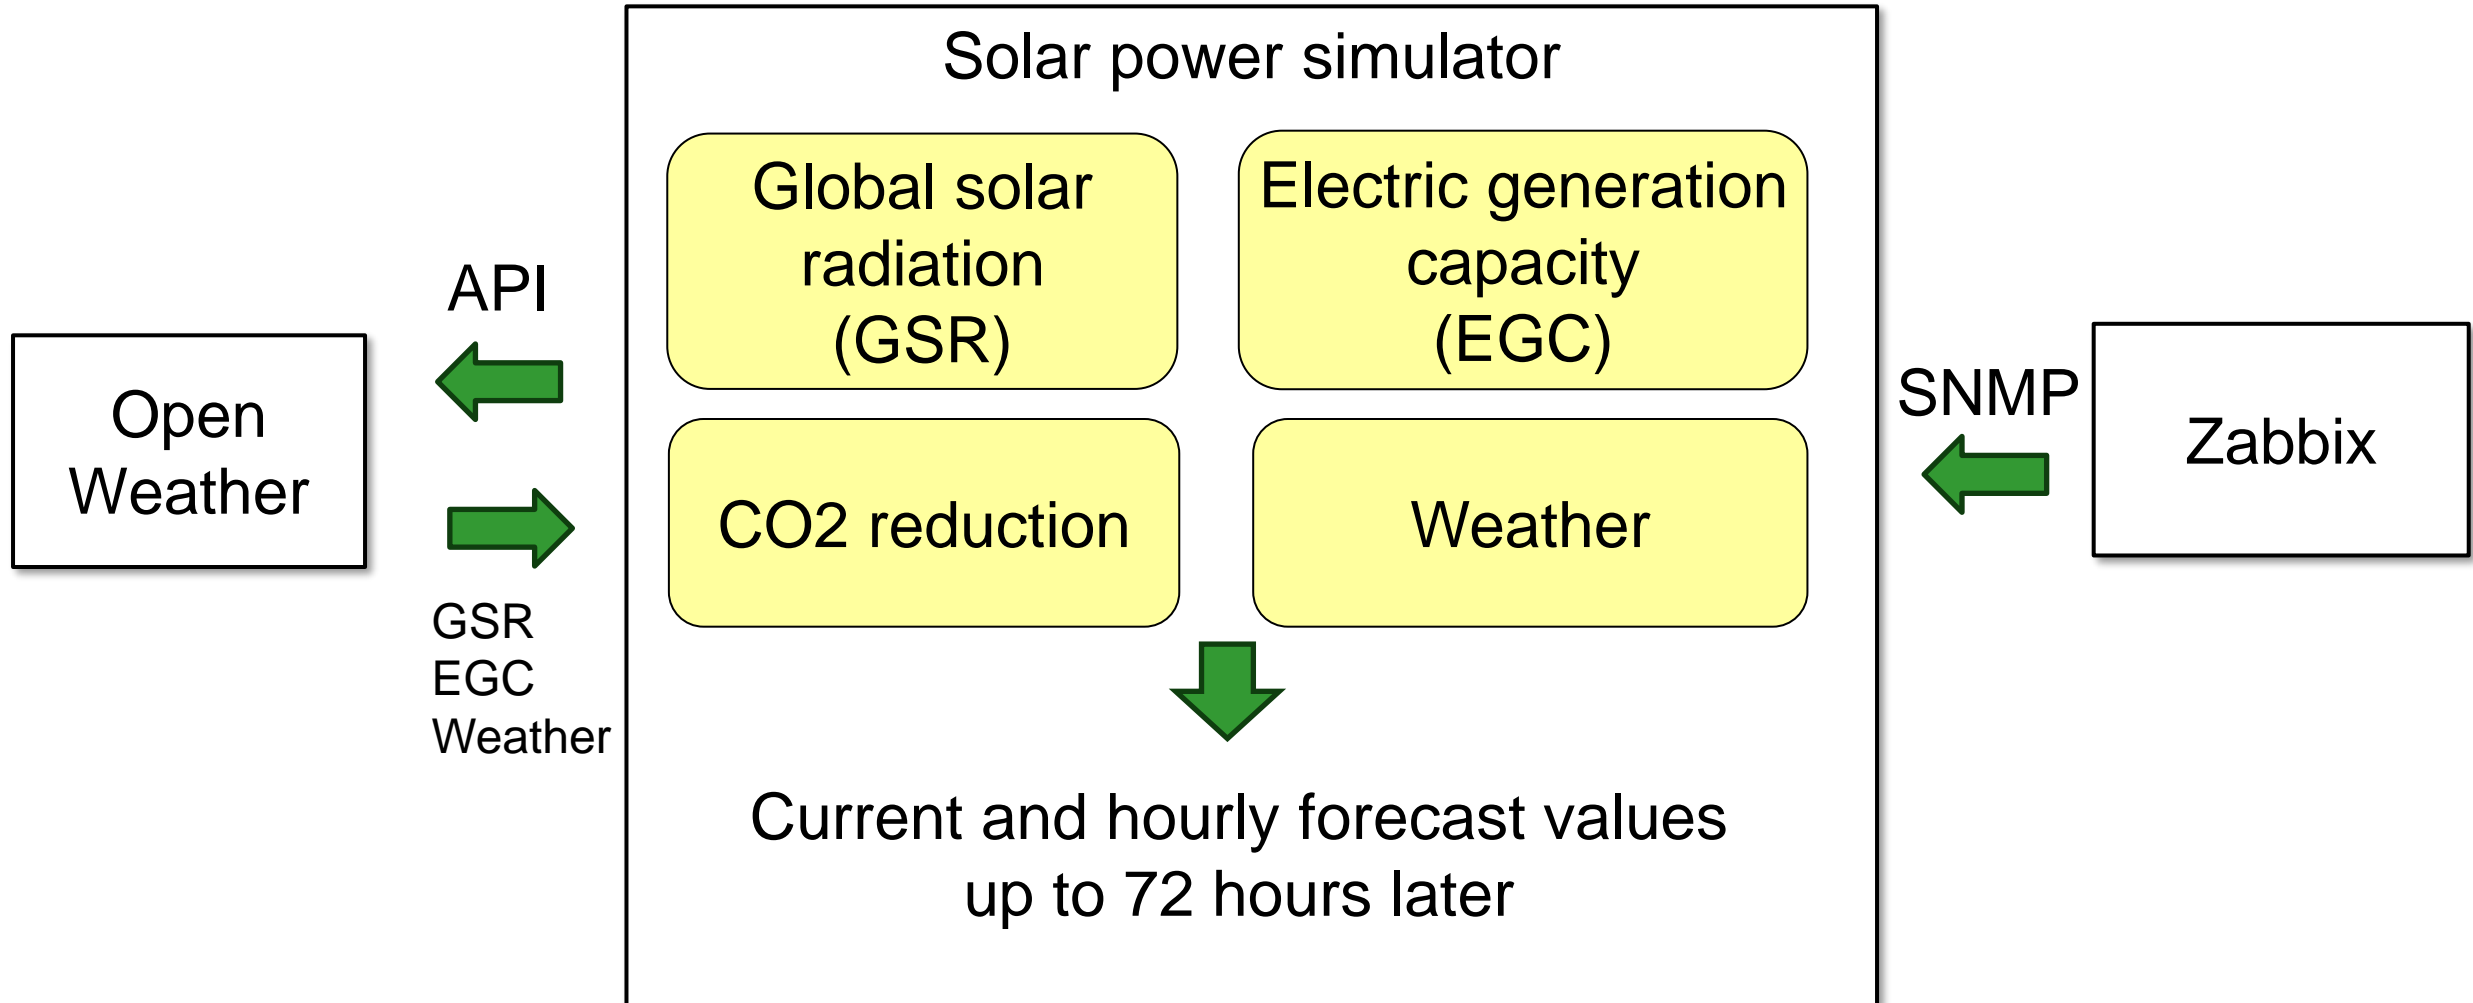 Solar power simulator
Global solar
radiation
(GSR)
Electric generation
capacity
(EGC)
API
Open
Weather
SNMP
Zabbix
CO2 reduction
Weather
GSR
EGC
Weather
Current and hourly forecast values
up to 72 hours later